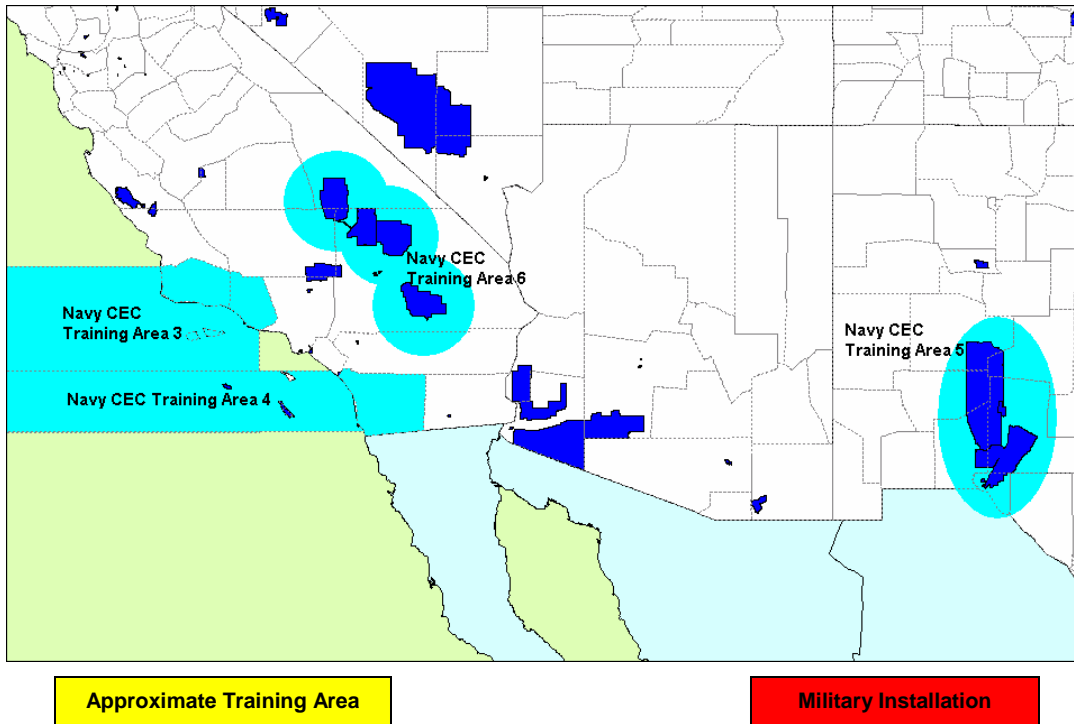 Navy CEC
Training Area 6
Navy CEC
Training Area 3
Navy CEC
Training Area 5
Navy CEC Training Area 4
Approximate Training Area
Military Installation